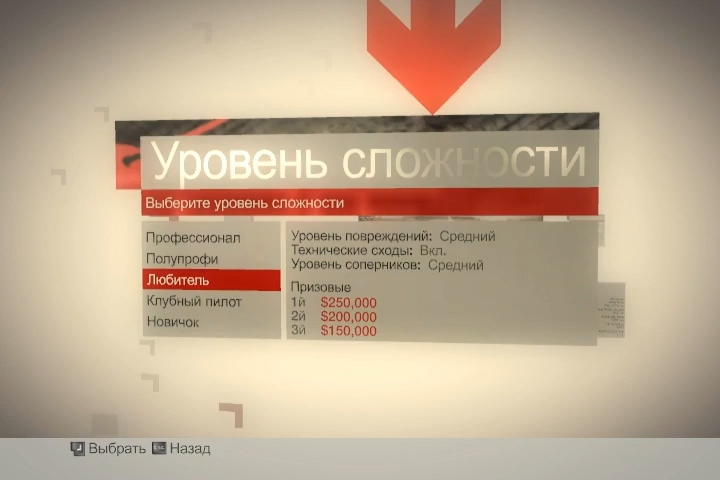 Уровень сложности
Выберите уровень сложности
Профессионал
Полупрофи
Любитель
Клубный пилот
Новичок
Уровень повреждений: Средний
Технические сходы: Вкл.
Уровень соперников: Средний
Призовые
1й $250,000
2й $200,000
3й $150,000
Выбрать Esc Назад